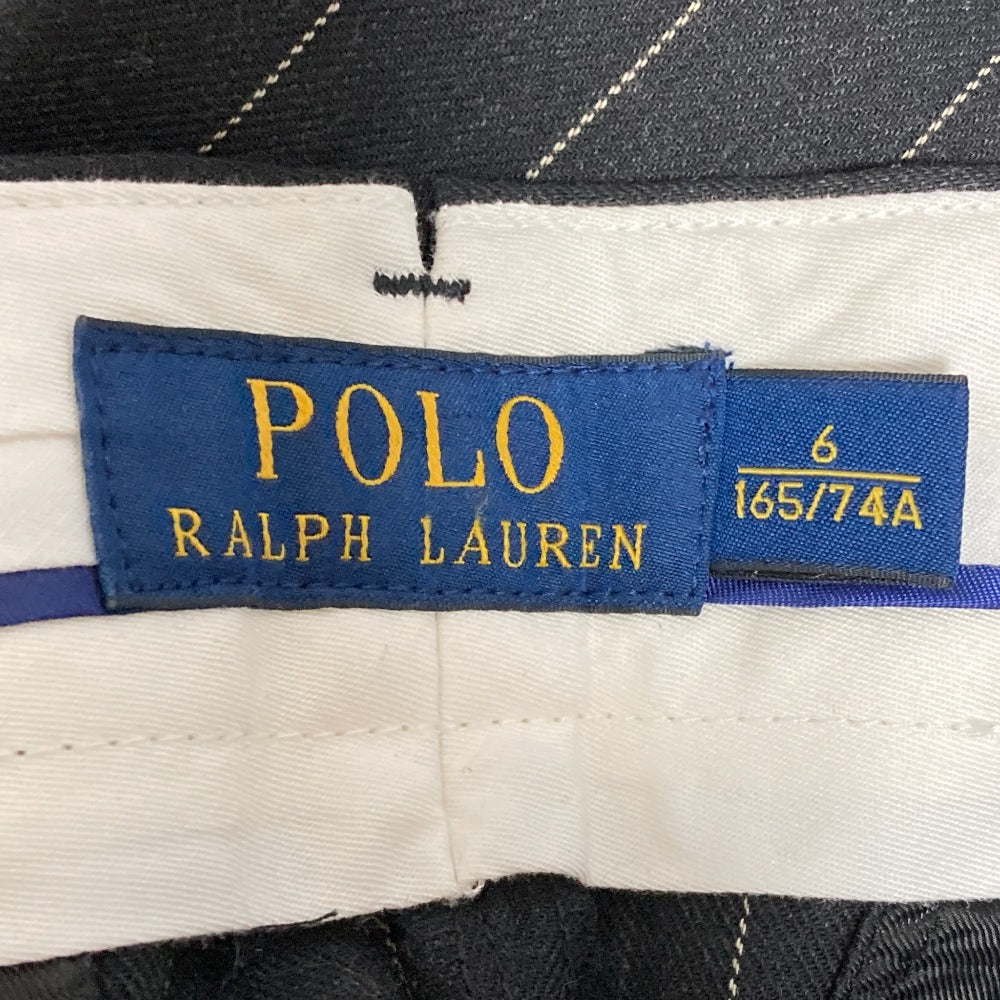 POLO
RALPH LAUREN
6
165/74A